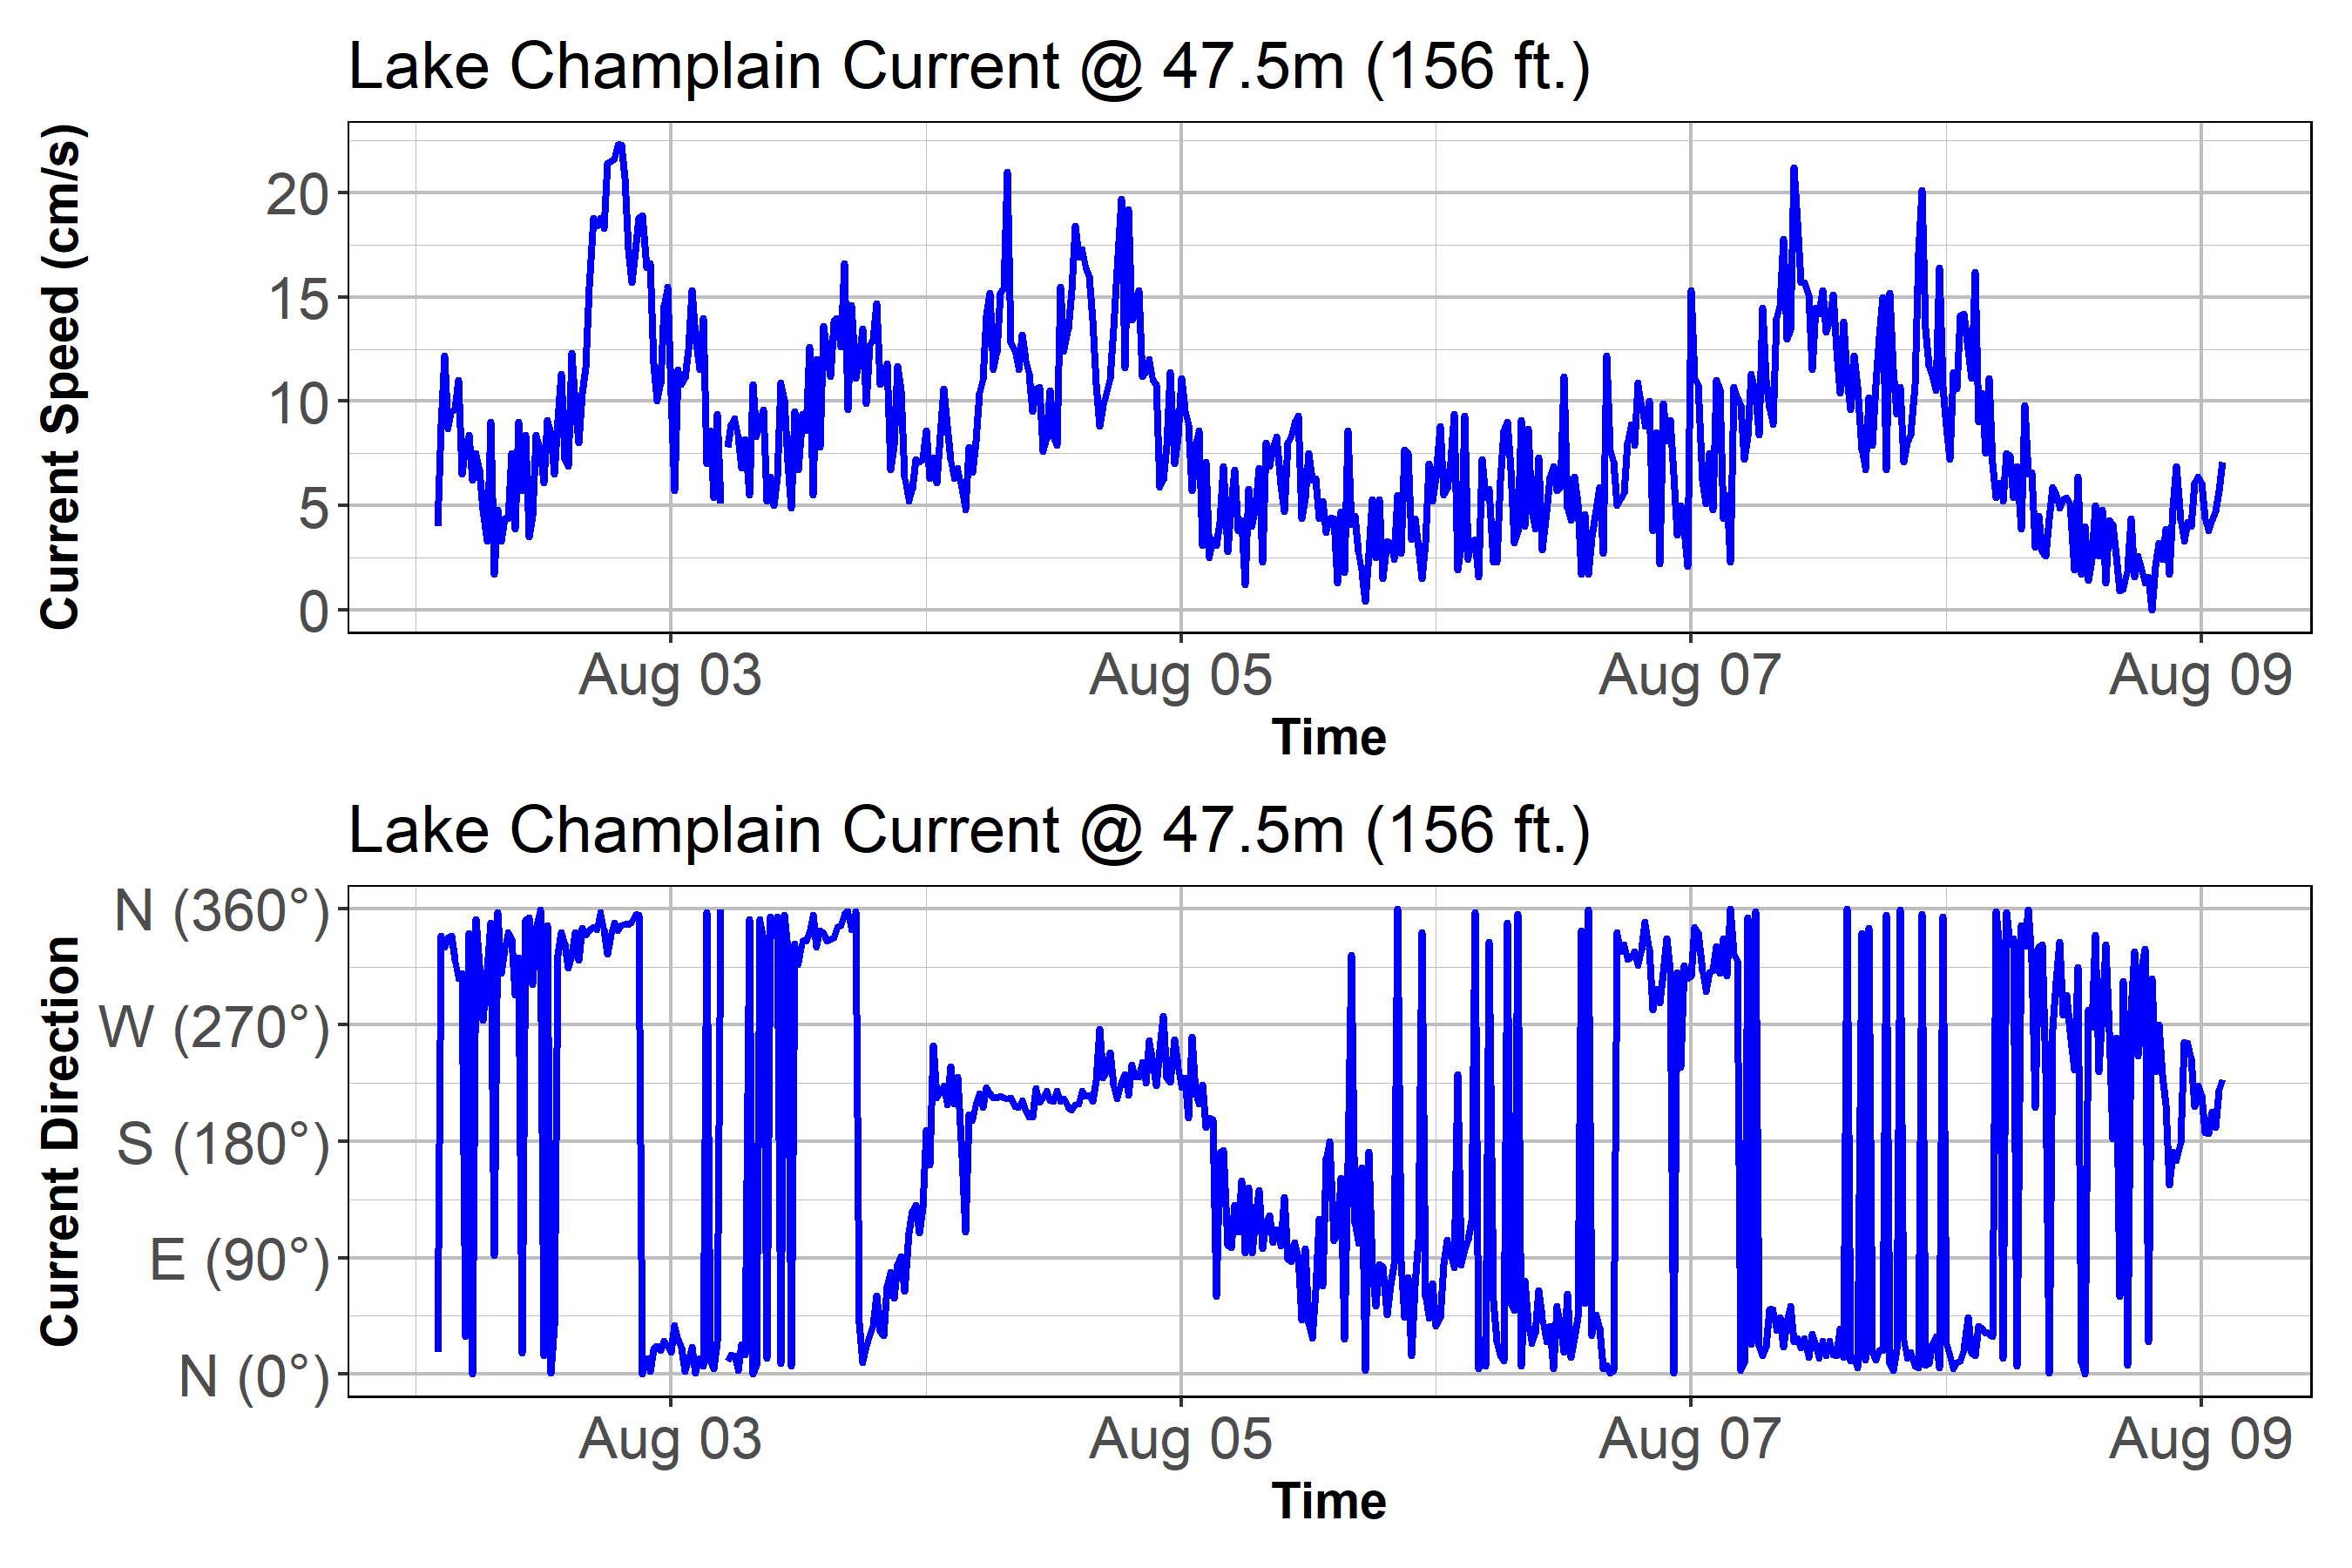 Lake Champlain Current @ 47.5m (156 ft.)
Current Speed (cm/s)
20
15
10
5
0
Aug 03 Aug 05 Aug 07 Aug 09
Time
Lake Champlain Current @ 47.5m (156 ft.)
Current Direction
N (360°)
W (270°)
S (180°)
E (90°)
N (0°)
Aug 03 Aug 05 Aug 07 Aug 09
Time